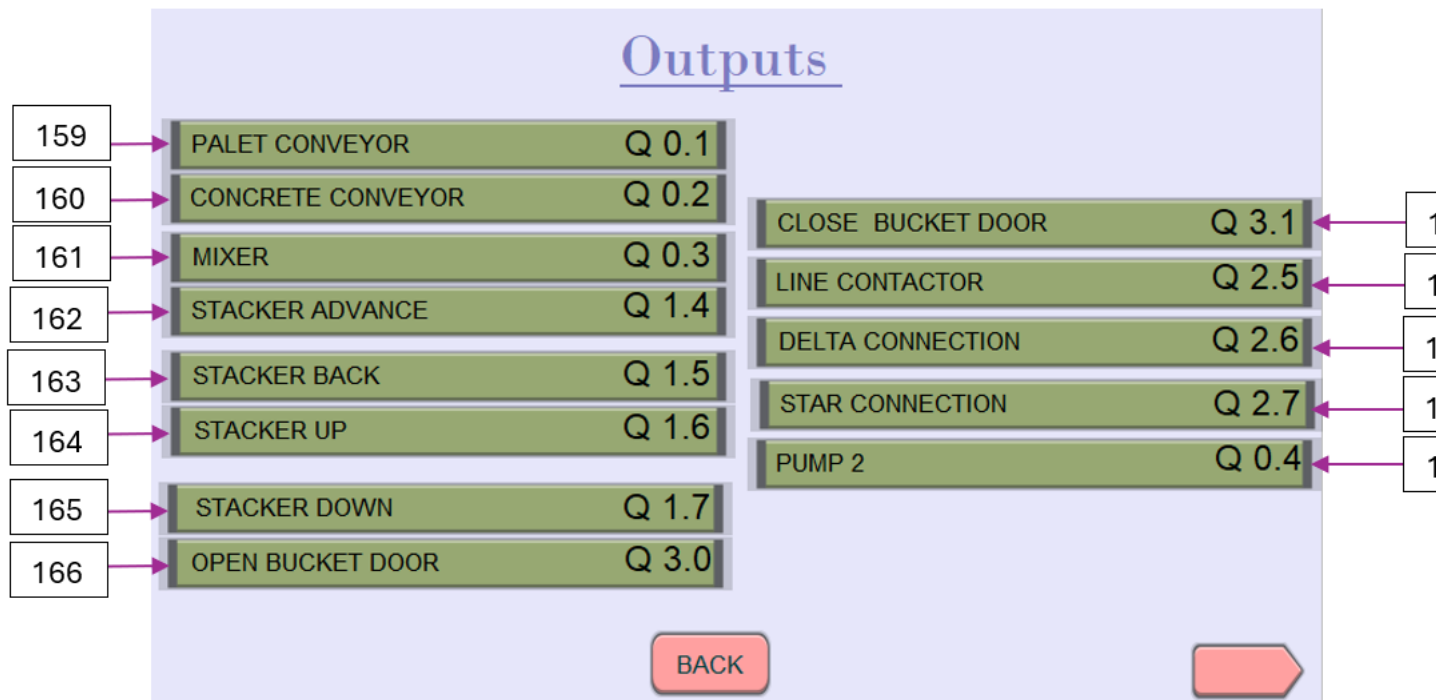 Outputs
159
PALET CONVEYOR Q 0.1
160
CONCRETE CONVEYOR Q 0.2
161
MIXER Q 0.3
162
STACKER ADVANCE Q 1.4
163
STACKER BACK Q 1.5
164
STACKER UP Q 1.6
165
STACKER DOWN Q 1.7
166
OPEN BUCKET DOOR Q 3.0
CLOSE BUCKET DOOR Q 3.1
LINE CONTACTOR Q 2.5
DELTA CONNECTION Q 2.6
STAR CONNECTION Q 2.7
PUMP 2 Q 0.4
BACK